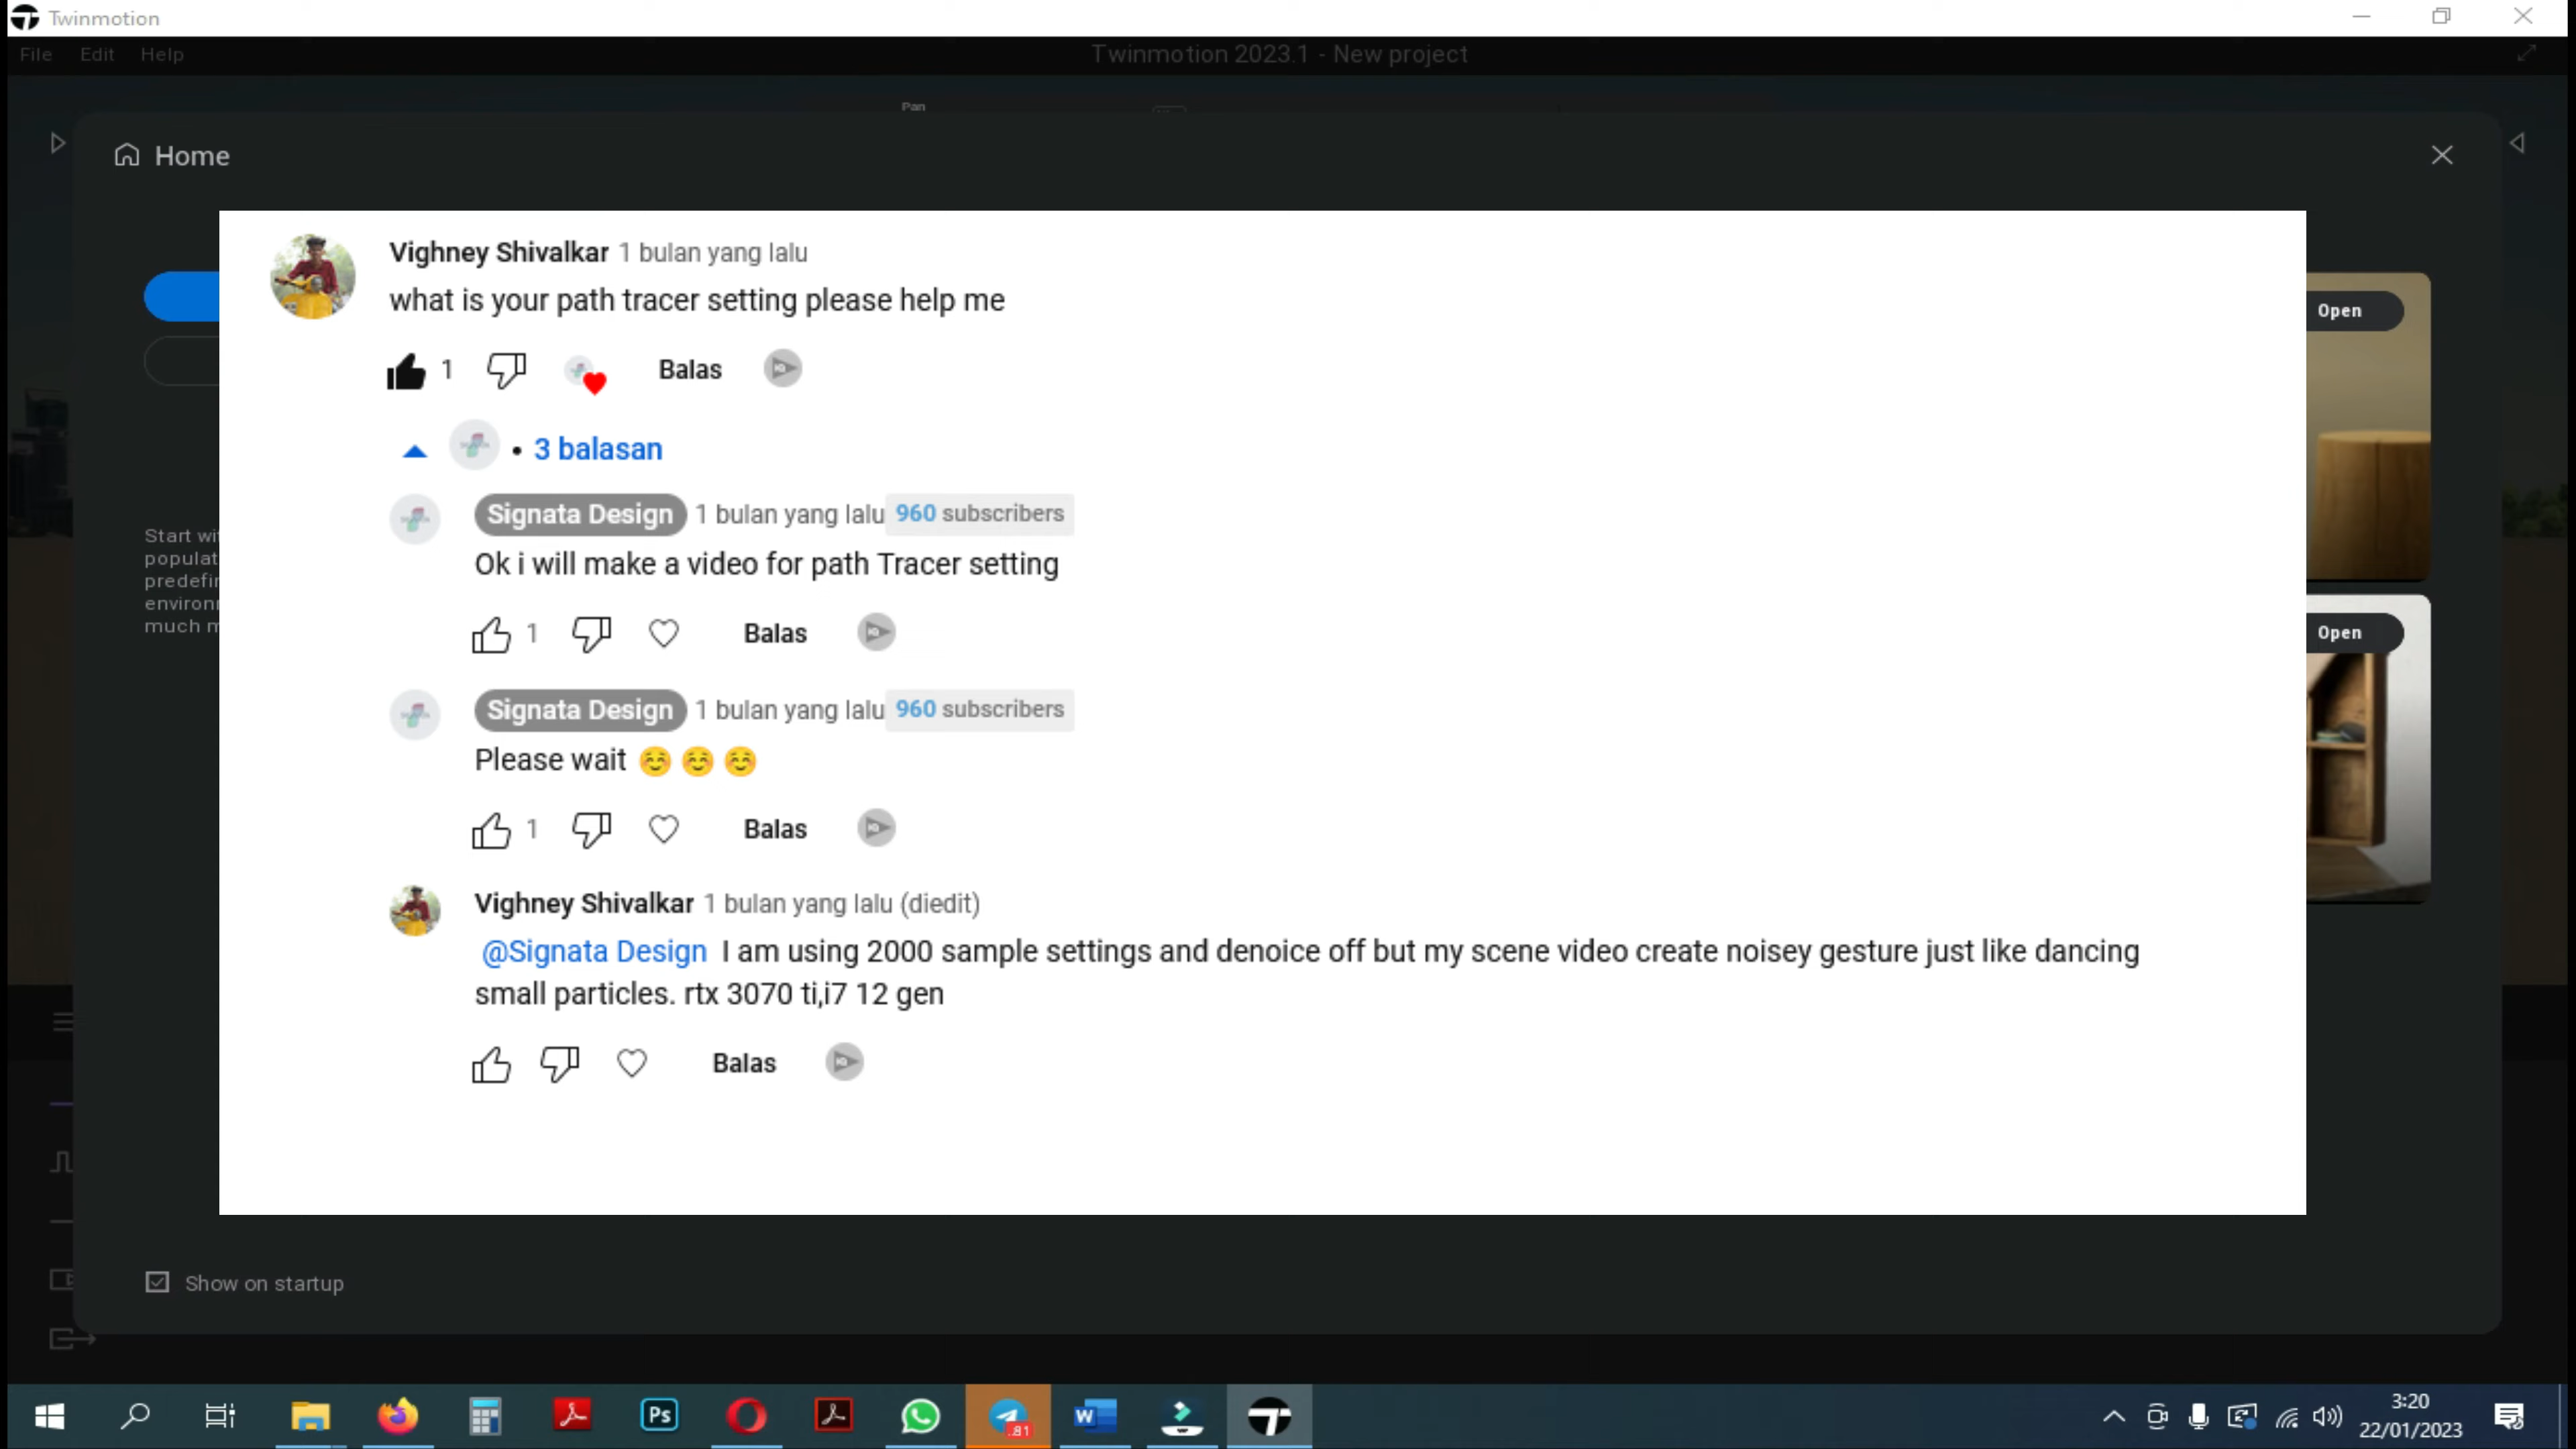 Twinmotion
File Edit Help
Twinmotion 2023.1 - New project
Pan
Home
Vighney Shivalkar 1 bulan yang lalu
what is your path tracer setting please help me
1 Balas
• 3 balasan
Signata Design 1 bulan yang lalu 960 subscribers
Ok i will make a video for path Tracer setting
1 Balas
Signata Design 1 bulan yang lalu 960 subscribers
Please wait ☺️ ☺️ ☺️
1 Balas
Vighney Shivalkar 1 bulan yang lalu (diedit)
@Signata Design I am using 2000 sample settings and denoice off but my scene video create noisey gesture just like dancing
small particles. rtx 3070 ti,i7 12 gen
Balas
Open
Open
Start
much
Show on startup
Ps
W
81
3:20
22/01/2023